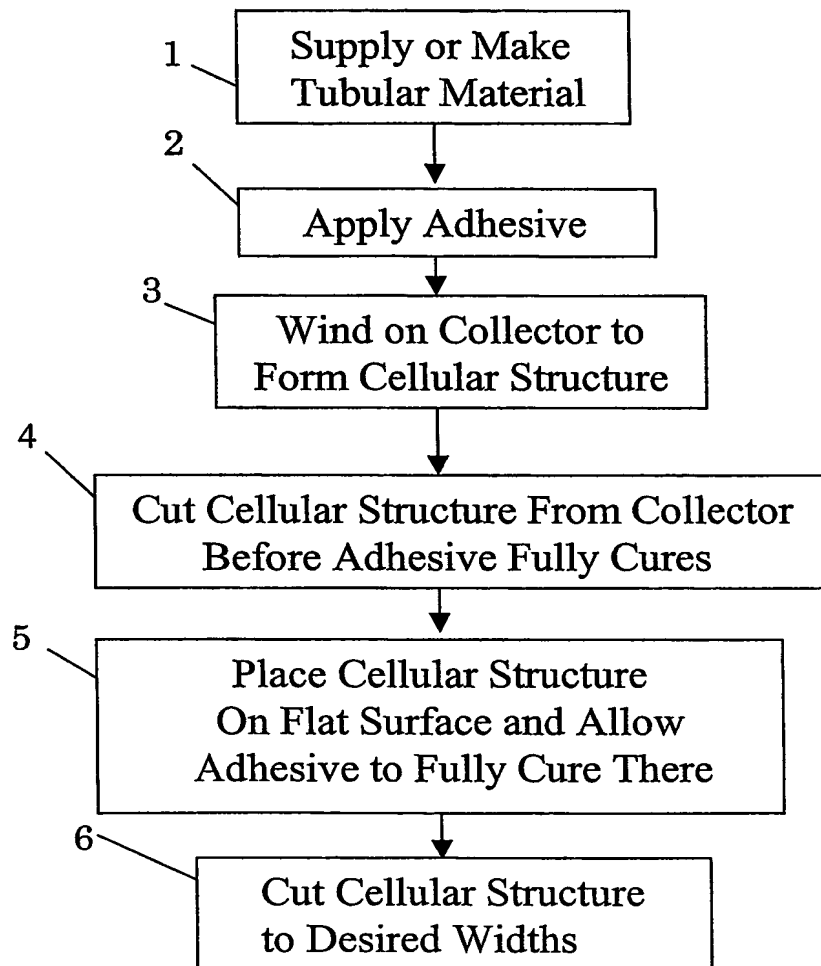 1
Supply or Make
Tubular Material
2
Apply Adhesive
3
Wind on Collector to
Form Cellular Structure
4
Cut Cellular Structure From Collector
Before Adhesive Fully Cures
5
Place Cellular Structure
On Flat Surface and Allow
Adhesive to Fully Cure There
6
Cut Cellular Structure
to Desired Widths